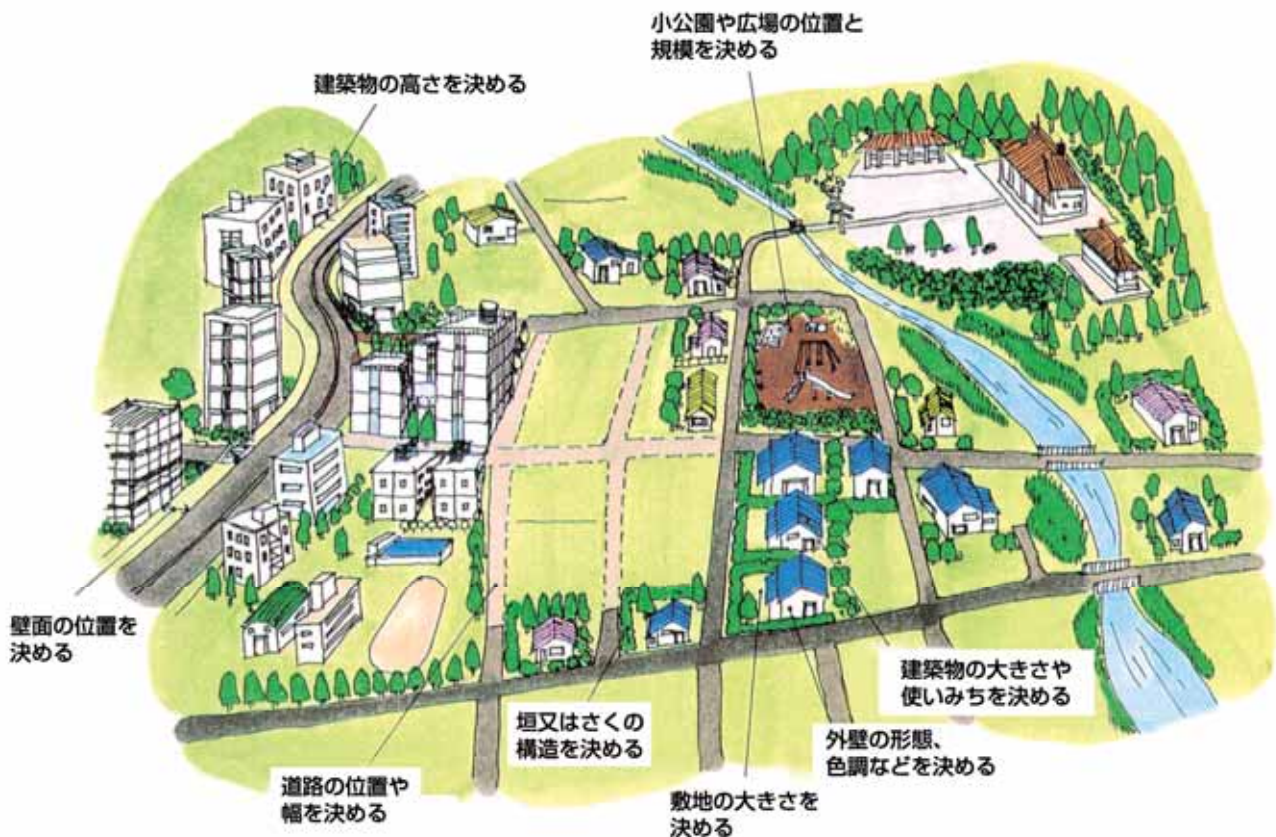 小公園や広場の位置と
規模を決める
建築物の高さを決める
壁面の位置を
決める
建築物の大きさや
使いみちを決める
垣又はさくの
構造を決める
外壁の形態、
色調などを決める
道路の位置や
幅を決める
敷地の大きさを
決める